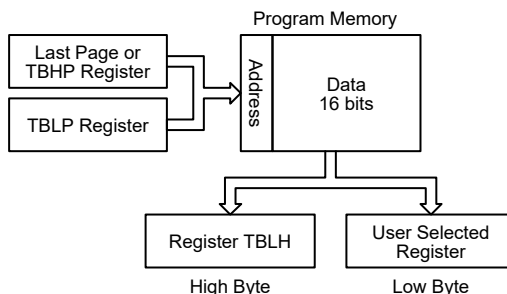 Program Memory
Last Page or
TBHP Register
TBLP Register
Address
Data
16 bits
Register TBLH
User Selected
Register
High Byte
Low Byte